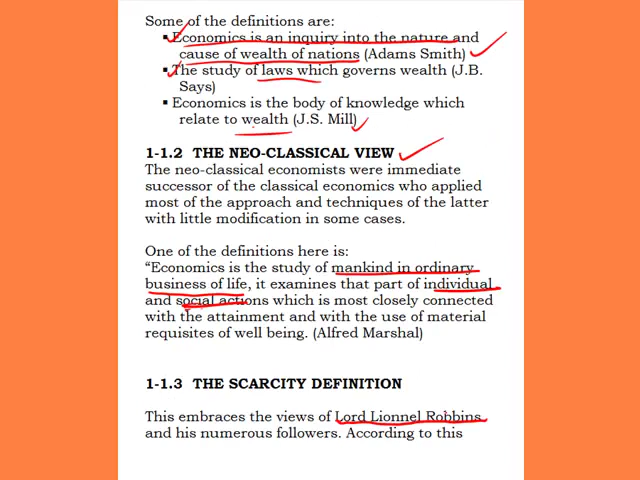 Some of the definitions are:
▪ Economics is an inquiry into the nature and
cause of wealth of nations (Adams Smith)
▪ The study of laws which governs wealth (J.B.
Says)
▪ Economics is the body of knowledge which
relate to wealth (J.S. Mill)
1-1.2 THE NEO-CLASSICAL VIEW
The neo-classical economists were immediate
successor of the classical economics who applied
most of the approach and techniques of the latter
with little modification in some cases.
One of the definitions here is:
“Economics is the study of mankind in ordinary
business of life, it examines that part of individual
and social actions which is most closely connected
with the attainment and with the use of material
requisites of well being. (Alfred Marshal)
1-1.3 THE SCARCITY DEFINITION
This embraces the views of Lord Lionnel Robbins
and his numerous followers. According to this